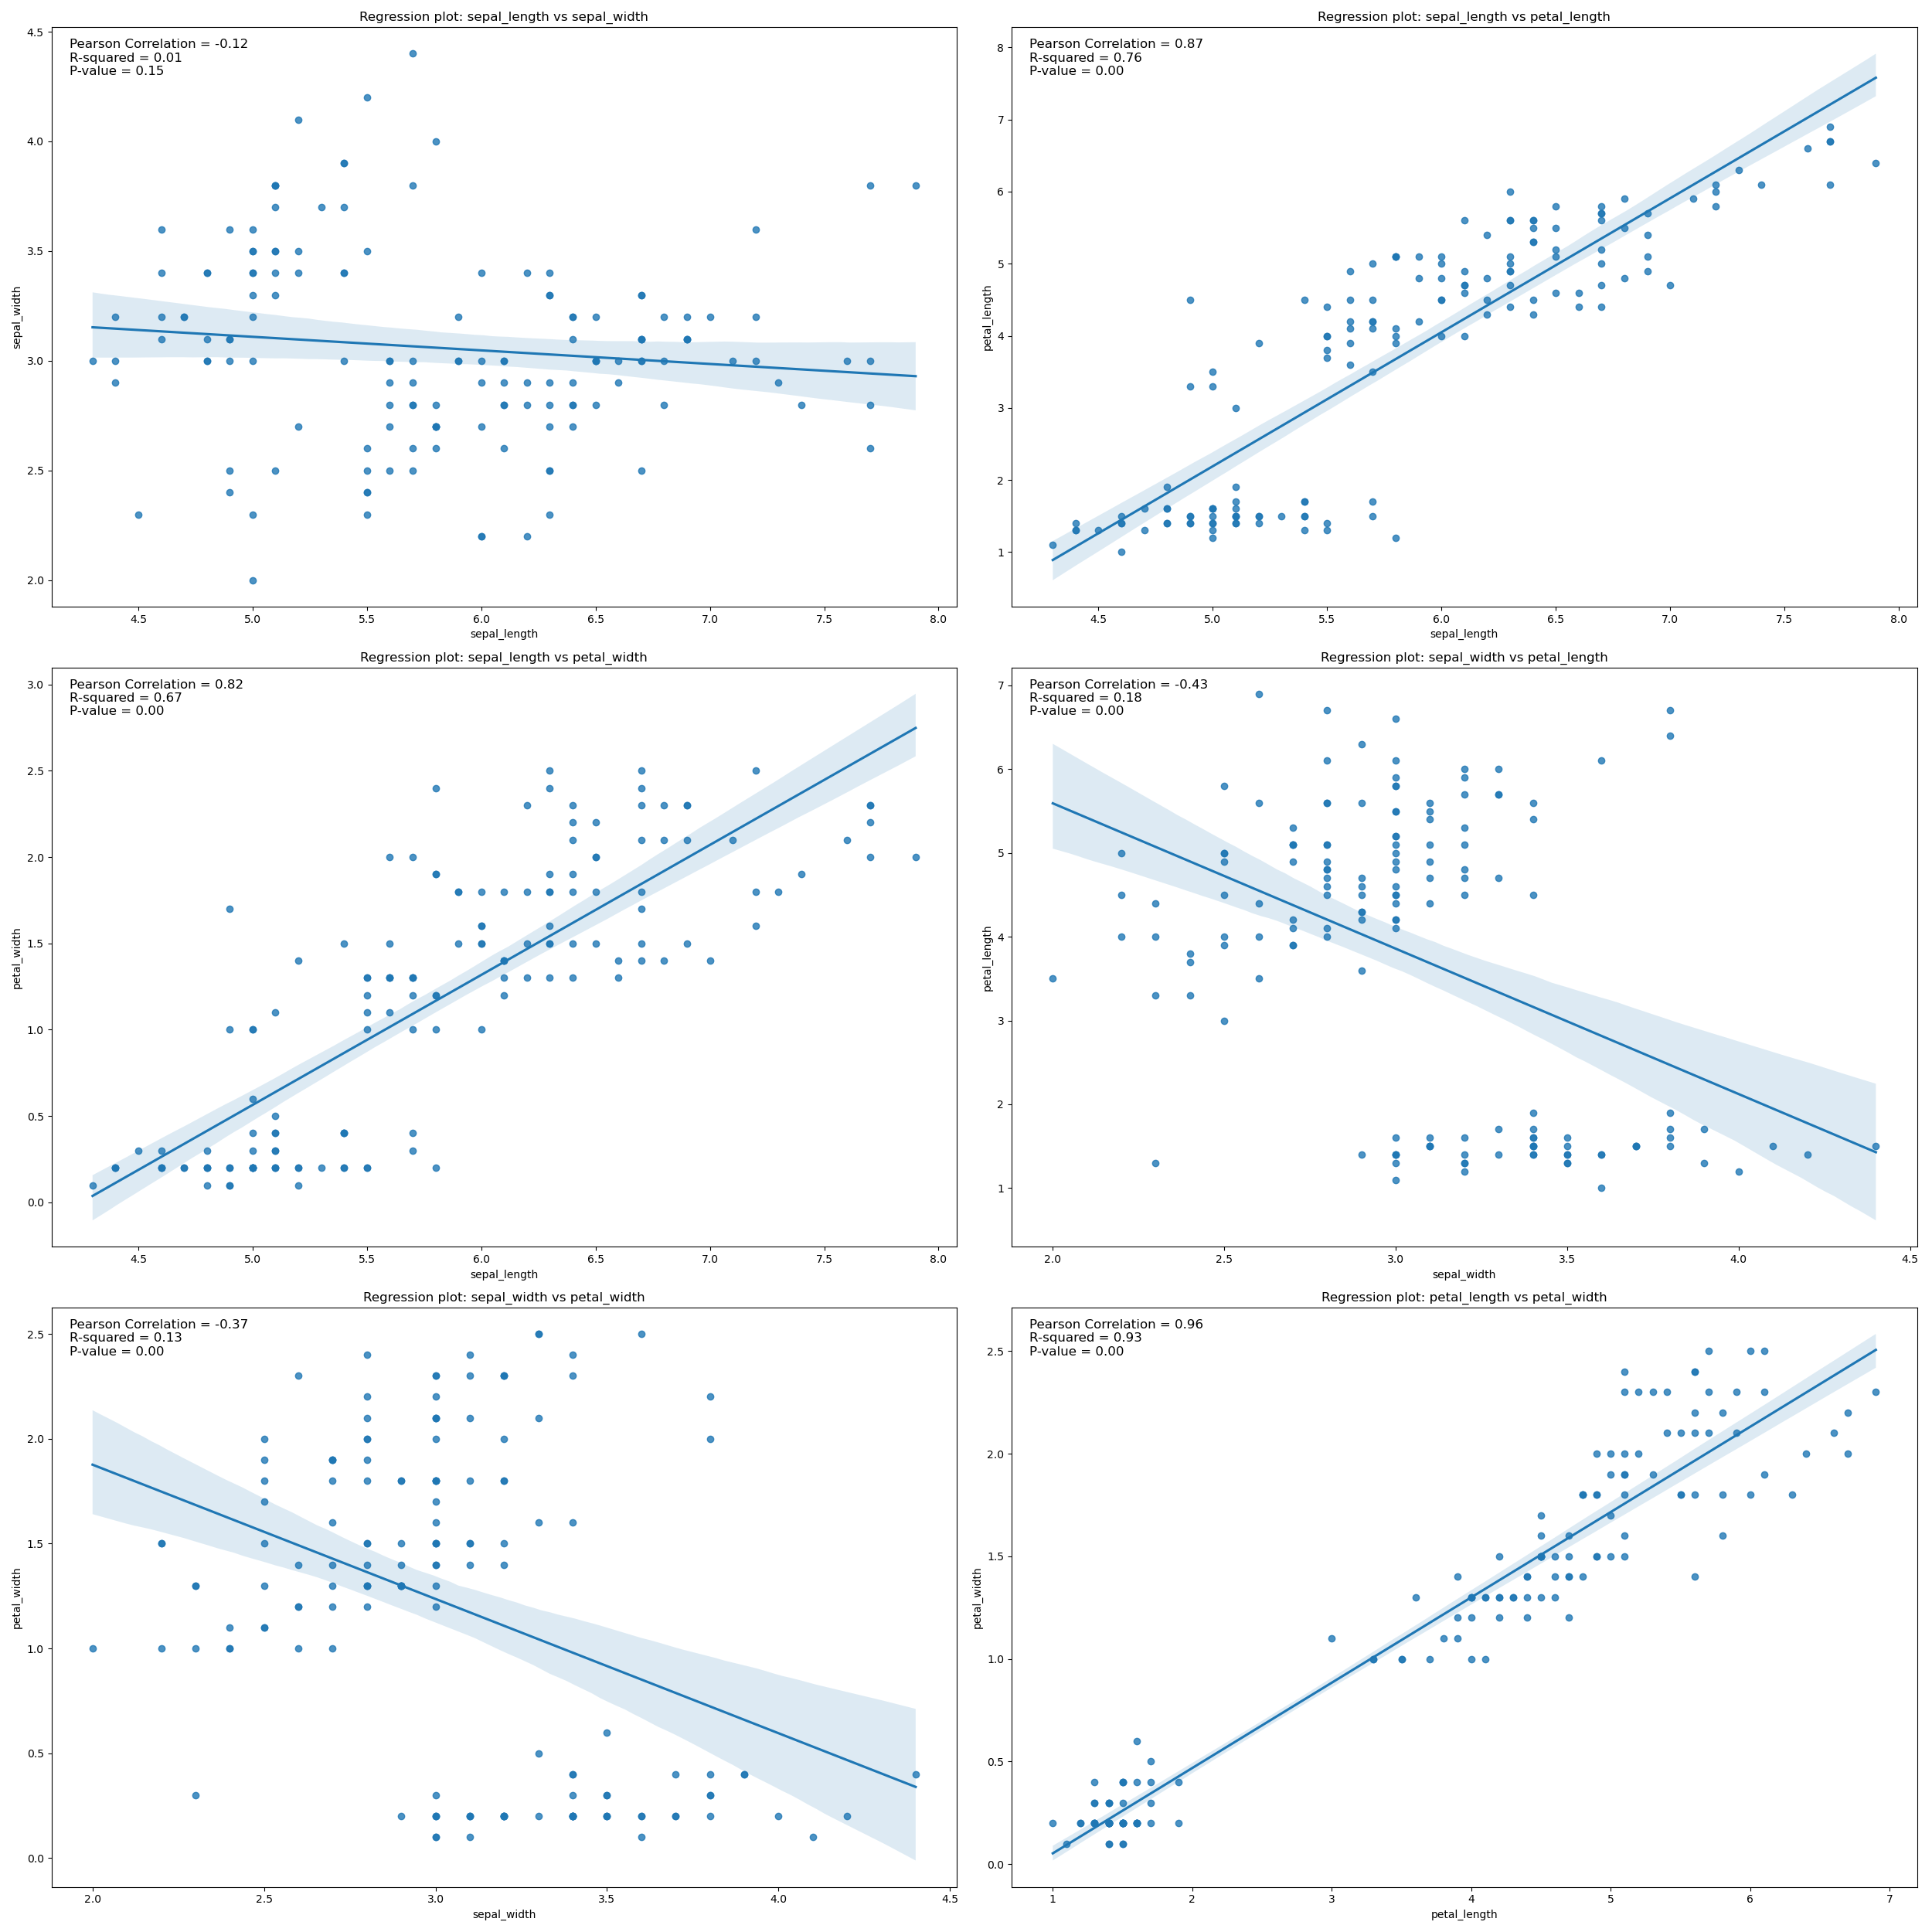 Regression plot: sepal_length vs sepal_width
Pearson Correlation = -0.12
R-squared = 0.01
P-value = 0.15
4.5
4.0
3.5
3.0
2.5
2.0
sepal_width
4.5 5.0 5.5 6.0 6.5 7.0 7.5 8.0
sepal_length
Regression plot: sepal_length vs petal_length
Pearson Correlation = 0.87
R-squared = 0.76
P-value = 0.00
8
7
6
5
4
3
2
1
petal_length
4.5 5.0 5.5 6.0 6.5 7.0 7.5 8.0
sepal_length
Regression plot: sepal_length vs petal_width
Pearson Correlation = 0.82
R-squared = 0.67
P-value = 0.00
3.0
2.5
2.0
1.5
1.0
0.5
0.0
petal_width
4.5 5.0 5.5 6.0 6.5 7.0 7.5 8.0
sepal_length
Regression plot: sepal_width vs petal_length
Pearson Correlation = -0.43
R-squared = 0.18
P-value = 0.00
7
6
5
4
3
2
1
petal_length
2.0 2.5 3.0 3.5 4.0 4.5
sepal_width
Regression plot: sepal_width vs petal_width
Pearson Correlation = -0.37
R-squared = 0.13
P-value = 0.00
2.5
2.0
1.5
1.0
0.5
0.0
petal_width
2.0 2.5 3.0 3.5 4.0 4.5
sepal_width
Regression plot: petal_length vs petal_width
Pearson Correlation = 0.96
R-squared = 0.93
P-value = 0.00
2.5
2.0
1.5
1.0
0.5
0.0
petal_width
1 2 3 4 5 6 7
petal_length